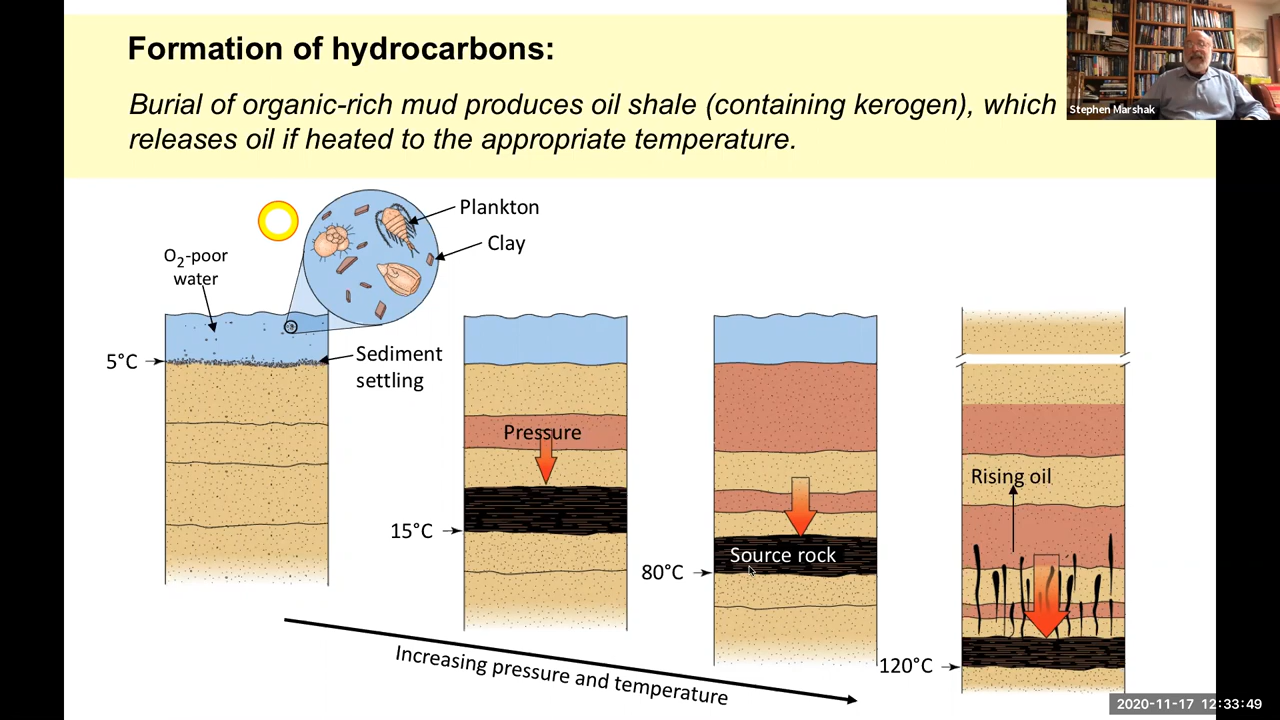 Formation of hydrocarbons:
Burial of organic-rich mud produces oil shale (containing kerogen), which
releases oil if heated to the appropriate temperature.
Stephen Marshak
Plankton
Clay
O₂-poor
water
5°C
Sediment
settling
Pressure
15°C
Source rock
80°C
Rising oil
120°C
Increasing pressure and temperature
2020-11-17 12:33:49